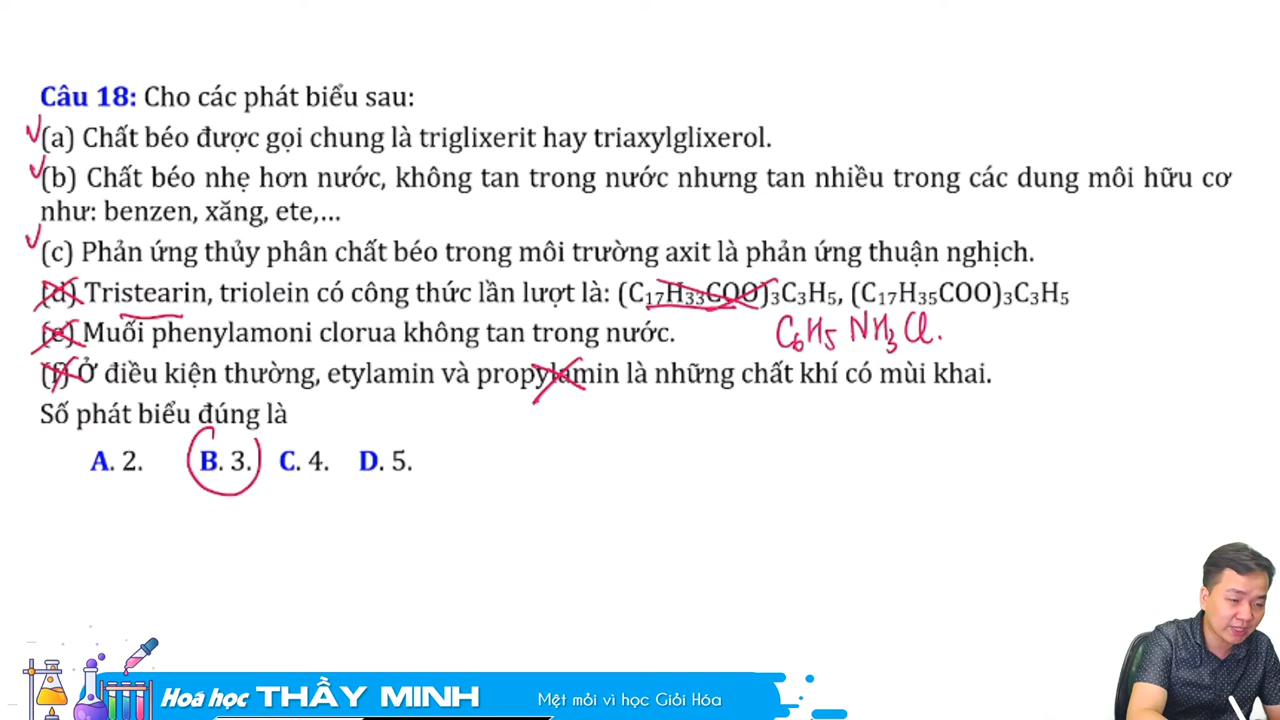 Câu 18: Cho các phát biểu sau:
(a) Chất béo được gọi chung là triglixerit hay triaxylglixerol.
(b) Chất béo nhẹ hơn nước, không tan trong nước nhưng tan nhiều trong các dung môi hữu cơ
như: benzen, xăng, ete,...
(c) Phản ứng thủy phân chất béo trong môi trường axit là phản ứng thuận nghịch.
(d) Tristearin, triolein có công thức lần lượt là: (C₁₇H₃₃COO)₃C₃H₅, (C₁₇H₃₅COO)₃C₃H₅
(e) Muối phenylamoni clorua không tan trong nước.
C₆H₅NH₃Cl.
(f) Ở điều kiện thường, etylamin và propylamin là những chất khí có mùi khai.
Số phát biểu đúng là
A. 2. B. 3. C. 4. D. 5.
Hoá học THẦY MINH Mệt mỏi vì học Giỏi Hóa